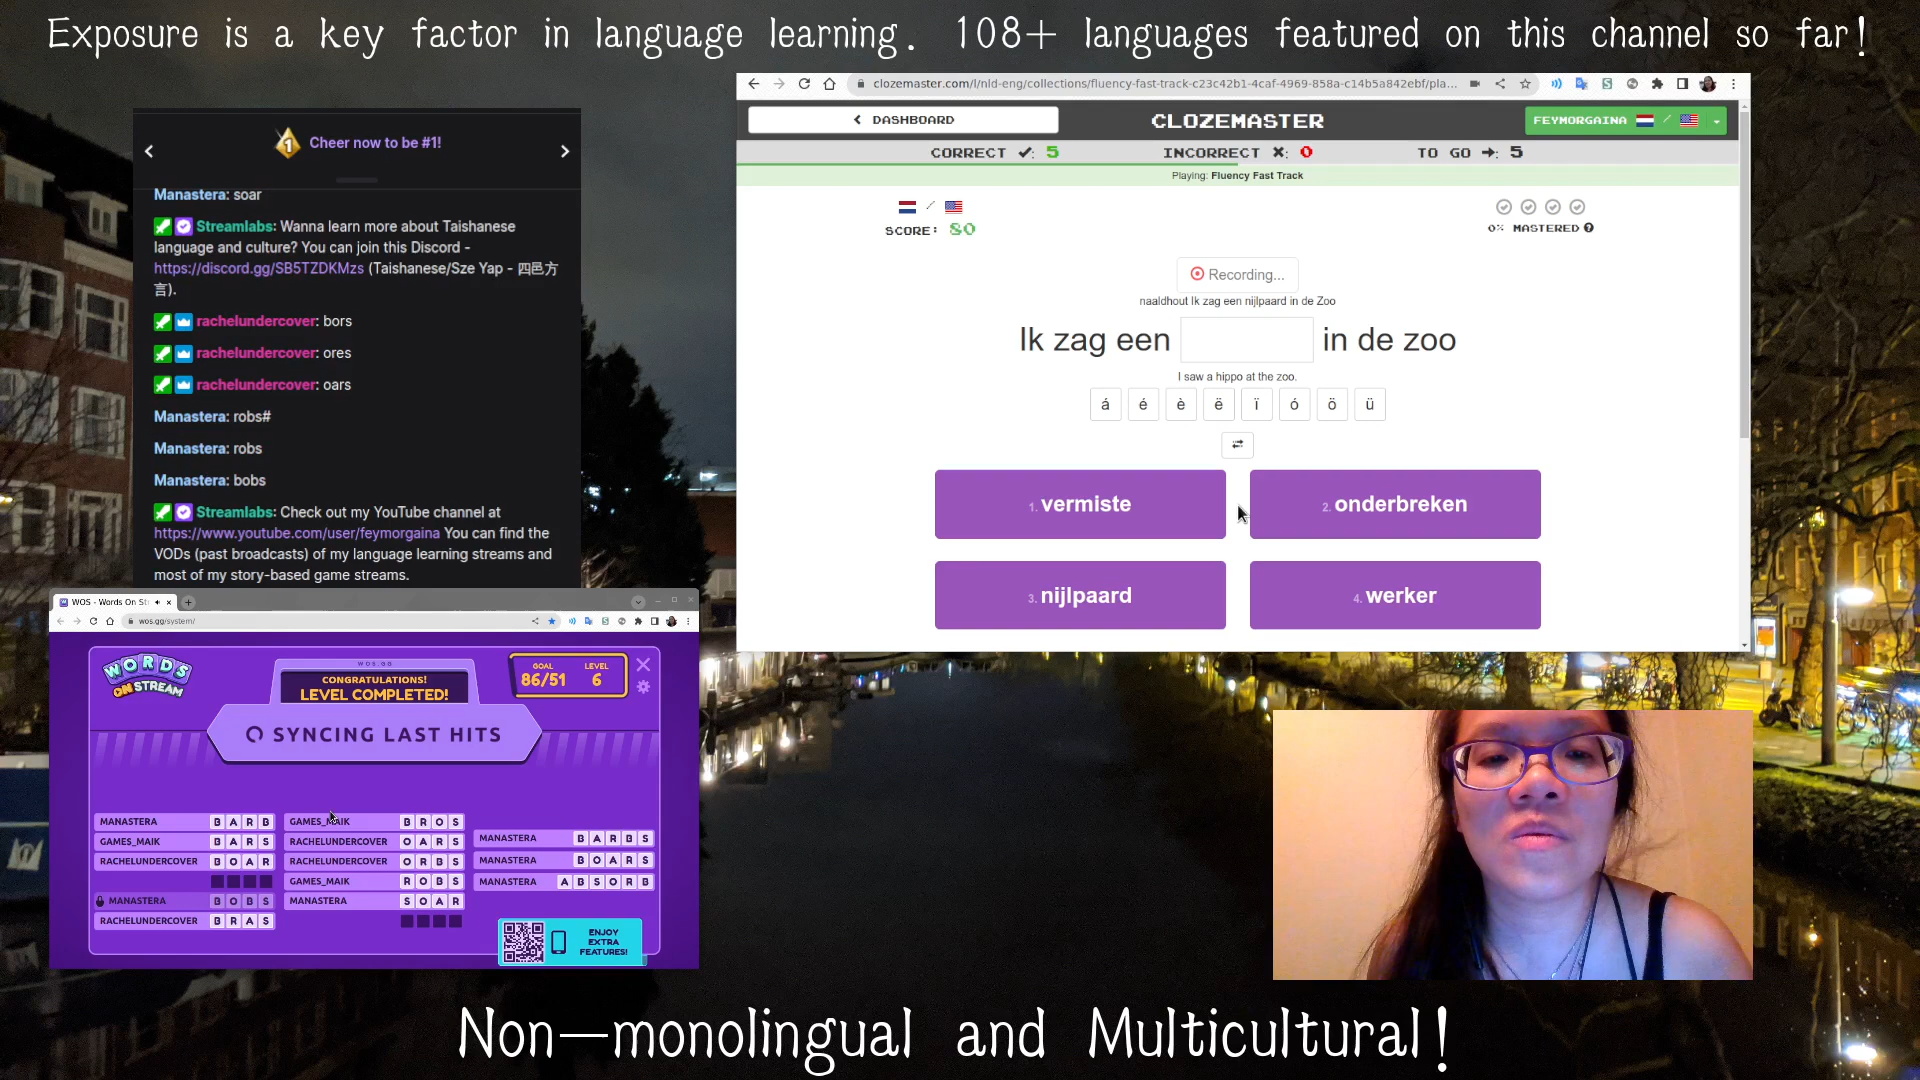 Exposure is a key factor in language learning. 108+ languages featured on this channel so far!
Cheer now to be #1!
Manastera: soar
Streamlabs: Wanna learn more about Taishanese
language and culture? You can join this Discord -
https://discord.gg/SB5TZDKMzs (Taishanese/Sze Yap - 四邑方
言).
rachelundercover: bors
rachelundercover: ores
rachelundercover: oars
Manastera: robs#
Manastera: robs
Manastera: bobs
Streamlabs: Check out my YouTube channel at
https://www.youtube.com/user/feymorgaina You can find the
VODs (past broadcasts) of my language learning streams and
most of my story-based game streams.
clozemaster.com/l/nld-eng/collections/fluency-fast-track-c23c42b1-4caf-4969-858a-c14b5a842ebf/pla...
DASHBOARD
CLOZEMASTER
FEYMORGAINA
CORRECT ✔: 5
INCORRECT ✖: 0
TO GO ➔: 5
Playing: Fluency Fast Track
SCORE: 80
0% MASTERED
Recording...
naaldhout Ik zag een nijlpaard in de Zoo
Ik zag een in de zoo
I saw a hippo at the zoo.
á é è ë ï ó ö ü
1. vermiste
2. onderbreken
3. nijlpaard
4. werker
WOS - Words On St
wos.gg/system/
WORDS
ON STREAM
WOS.GG
CONGRATULATIONS!
LEVEL COMPLETED!
GOAL
86/51
LEVEL
6
SYNCING LAST HITS
MANASTERA BARB
GAMES_MAIK BARS
RACHELUNDERCOVER BOAR
MANASTERA BOBS
RACHELUNDERCOVER BRAS
GAMES_MAIK BROS
RACHELUNDERCOVER OARS
RACHELUNDERCOVER ORBS
GAMES_MAIK ROBS
MANASTERA SOAR
MANASTERA BARBS
MANASTERA BOARS
MANASTERA ABSORB
ENJOY
EXTRA
FEATURES!
Non-monolingual and Multicultural!